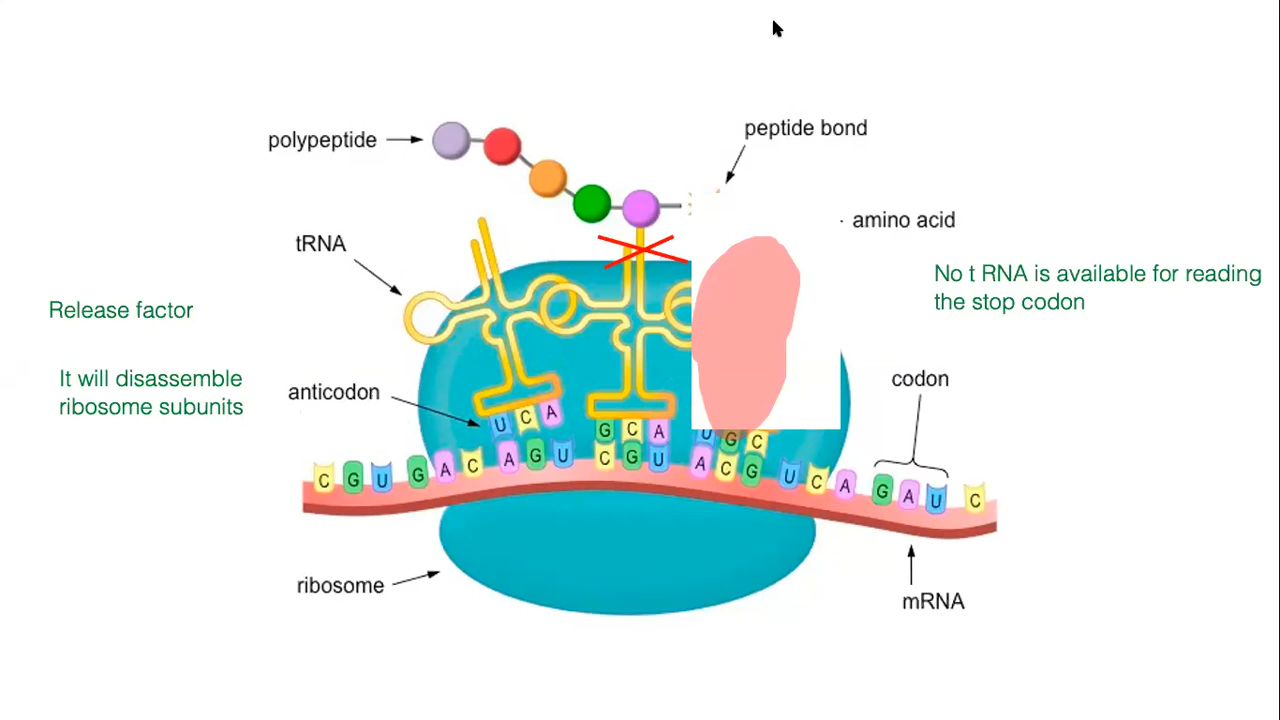 peptide bond
polypeptide
amino acid
tRNA
No t RNA is available for reading
the stop codon
Release factor
It will disassemble
ribosome subunits
anticodon
codon
U C A
G C A
U G C
C G U G A C A G U C G U A C G U C A G A U C
ribosome
mRNA